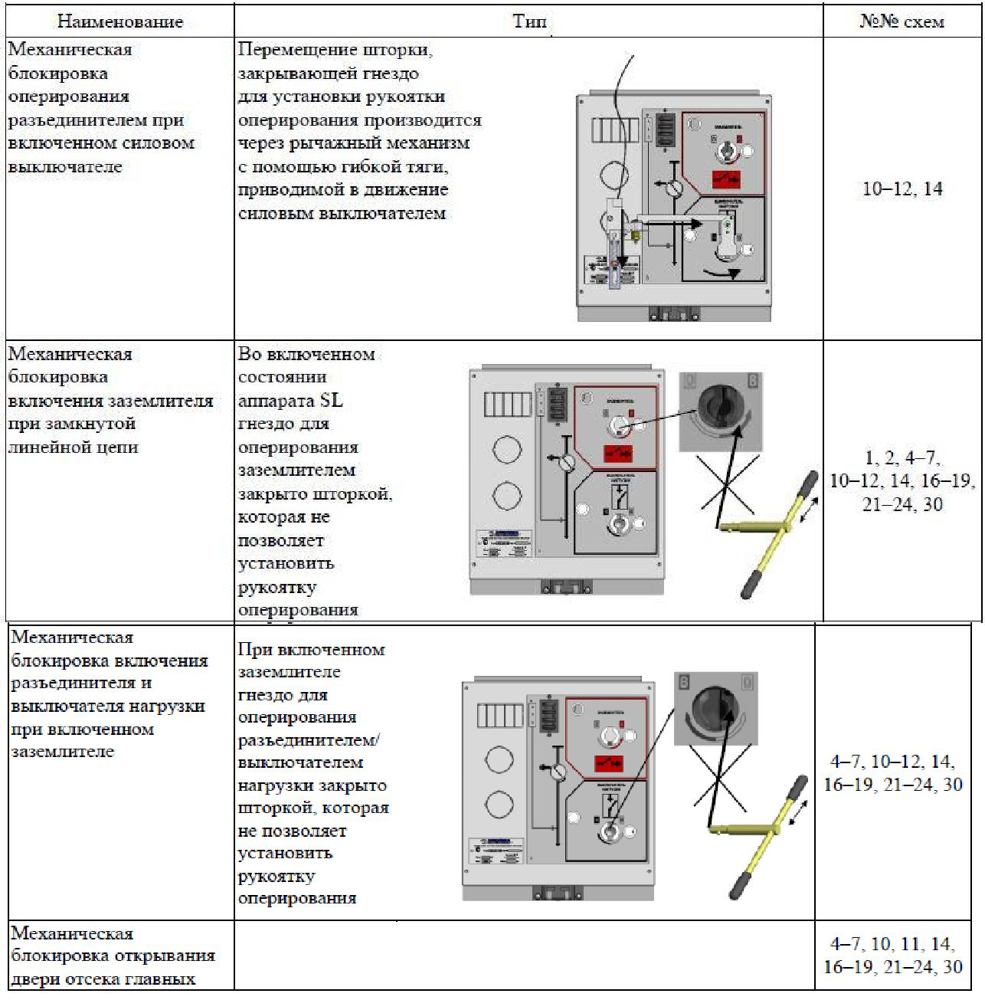 Наименование
Тип
№№ схем
Механическая
блокировка
оперирования
разъединителем при
включенном силовом
выключателе
Перемещение шторки,
закрывающей гнездо
для установки рукоятки
оперирования производится
через рычажный механизм
с помощью гибкой тяги,
приводимой в движение
силовым выключателем
10–12, 14
Механическая
блокировка
включения заземлителя
при замкнутой
линейной цепи
Во включенном
состоянии
аппарата SL
гнездо для
оперирования
заземлителем
закрыто шторкой,
которая не
позволяет
установить
рукоятку
оперирования
1, 2, 4–7,
10–12, 14, 16–19,
21–24, 30
Механическая
блокировка включения
разъединителя и
выключателя нагрузки
при включенном
заземлителе
При включенном
заземлителе
гнездо для
оперирования
разъединителем/
выключателем
нагрузки закрыто
шторкой, которая
не позволяет
установить
рукоятку
оперирования
В
4–7, 10–12, 14,
16–19, 21–24, 30
Механическая
блокировка открывания
двери отсека главных
4–7, 10, 11, 14,
16–19, 21–24, 30